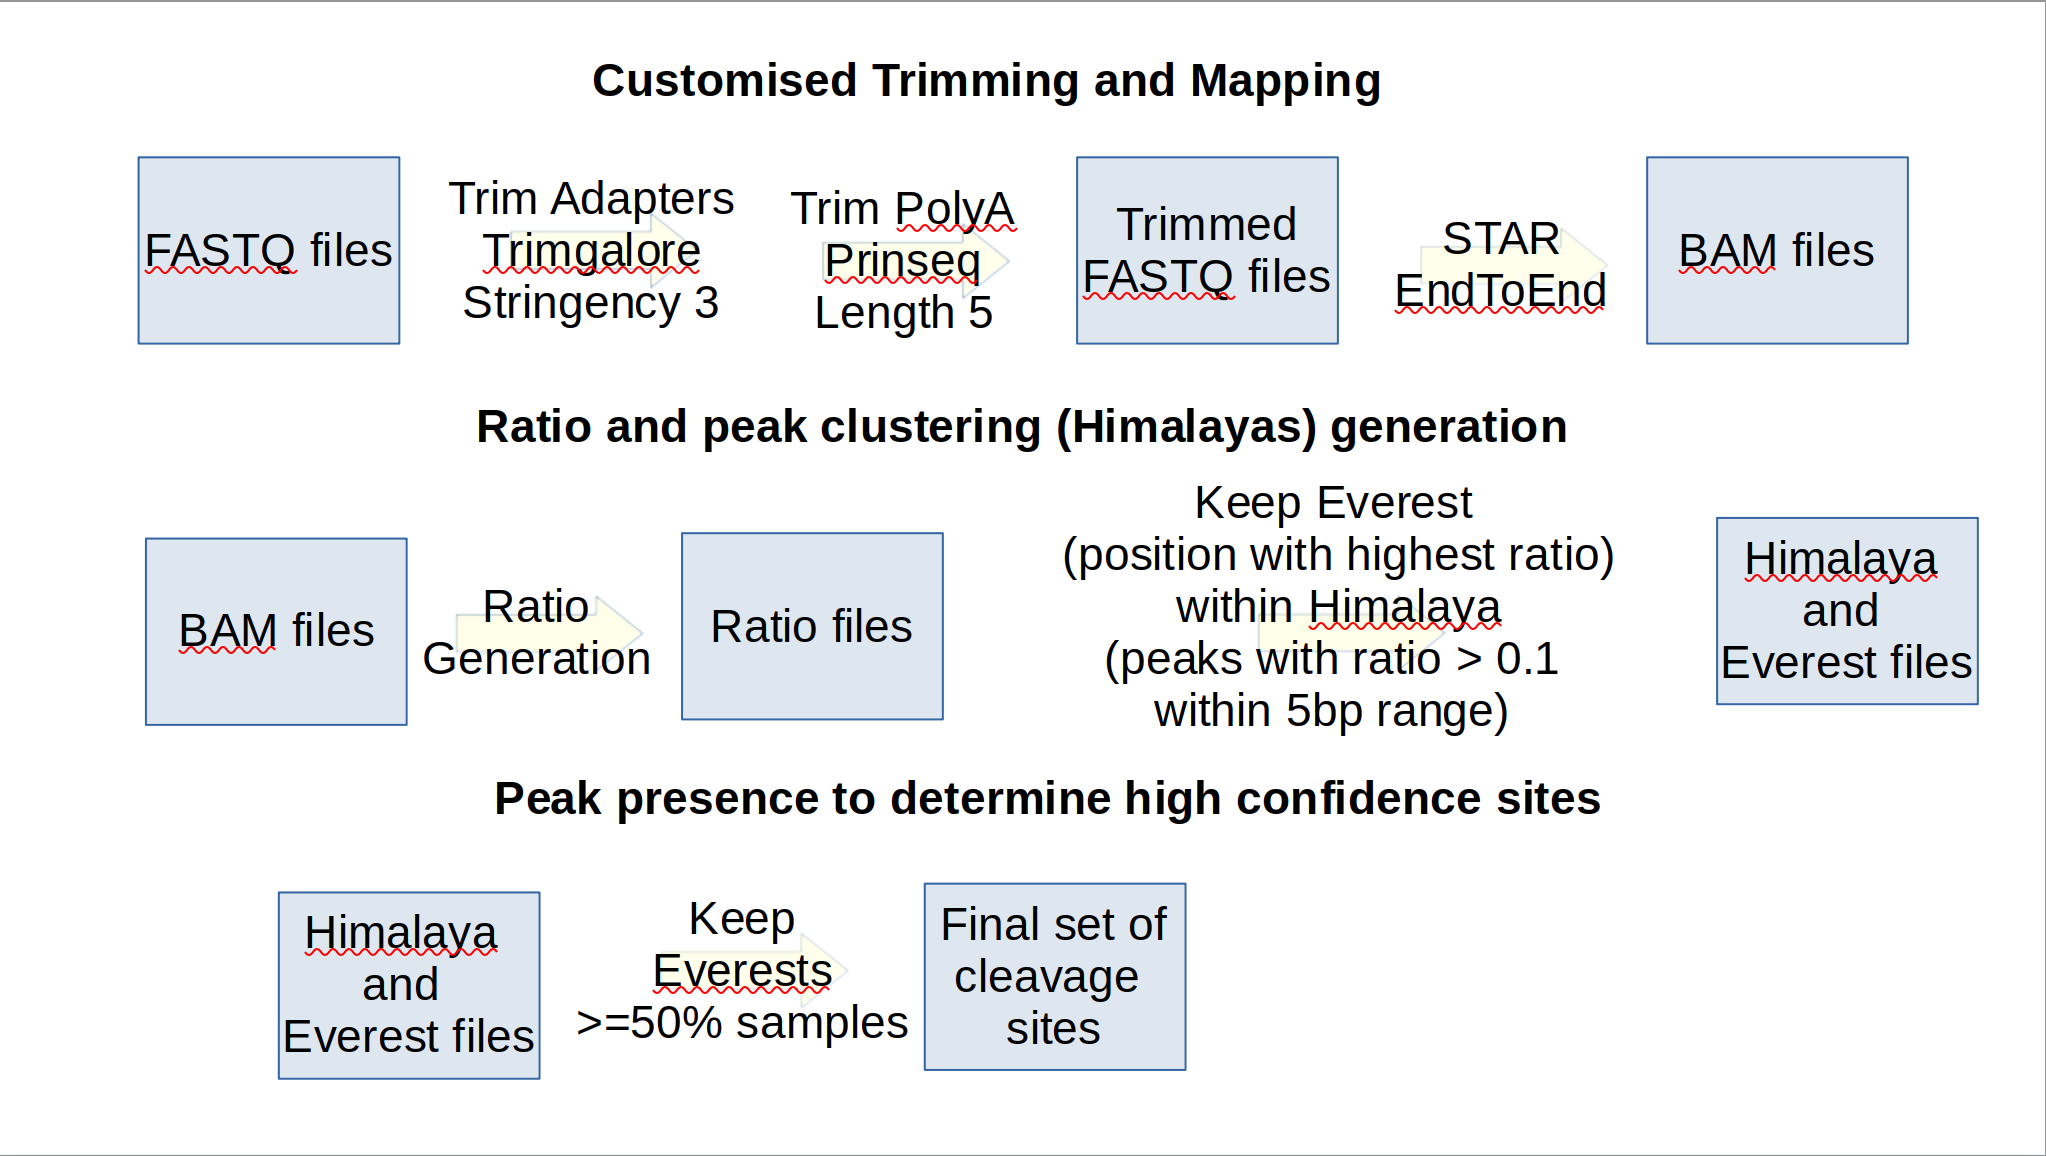 Customised Trimming and Mapping
FASTQ files
Trim Adapters
Trimgalore
Stringency 3
Trim PolyA
Prinseq
Length 5
Trimmed
FASTQ files
STAR
EndToEnd
BAM files
Ratio and peak clustering (Himalayas) generation
BAM files
Ratio
Generation
Ratio files
Keep Everest
(position with highest ratio)
within Himalaya
(peaks with ratio > 0.1
within 5bp range)
Himalaya
and
Everest files
Peak presence to determine high confidence sites
Himalaya
and
Everest files
Keep
Everests
>=50% samples
Final set of
cleavage
sites